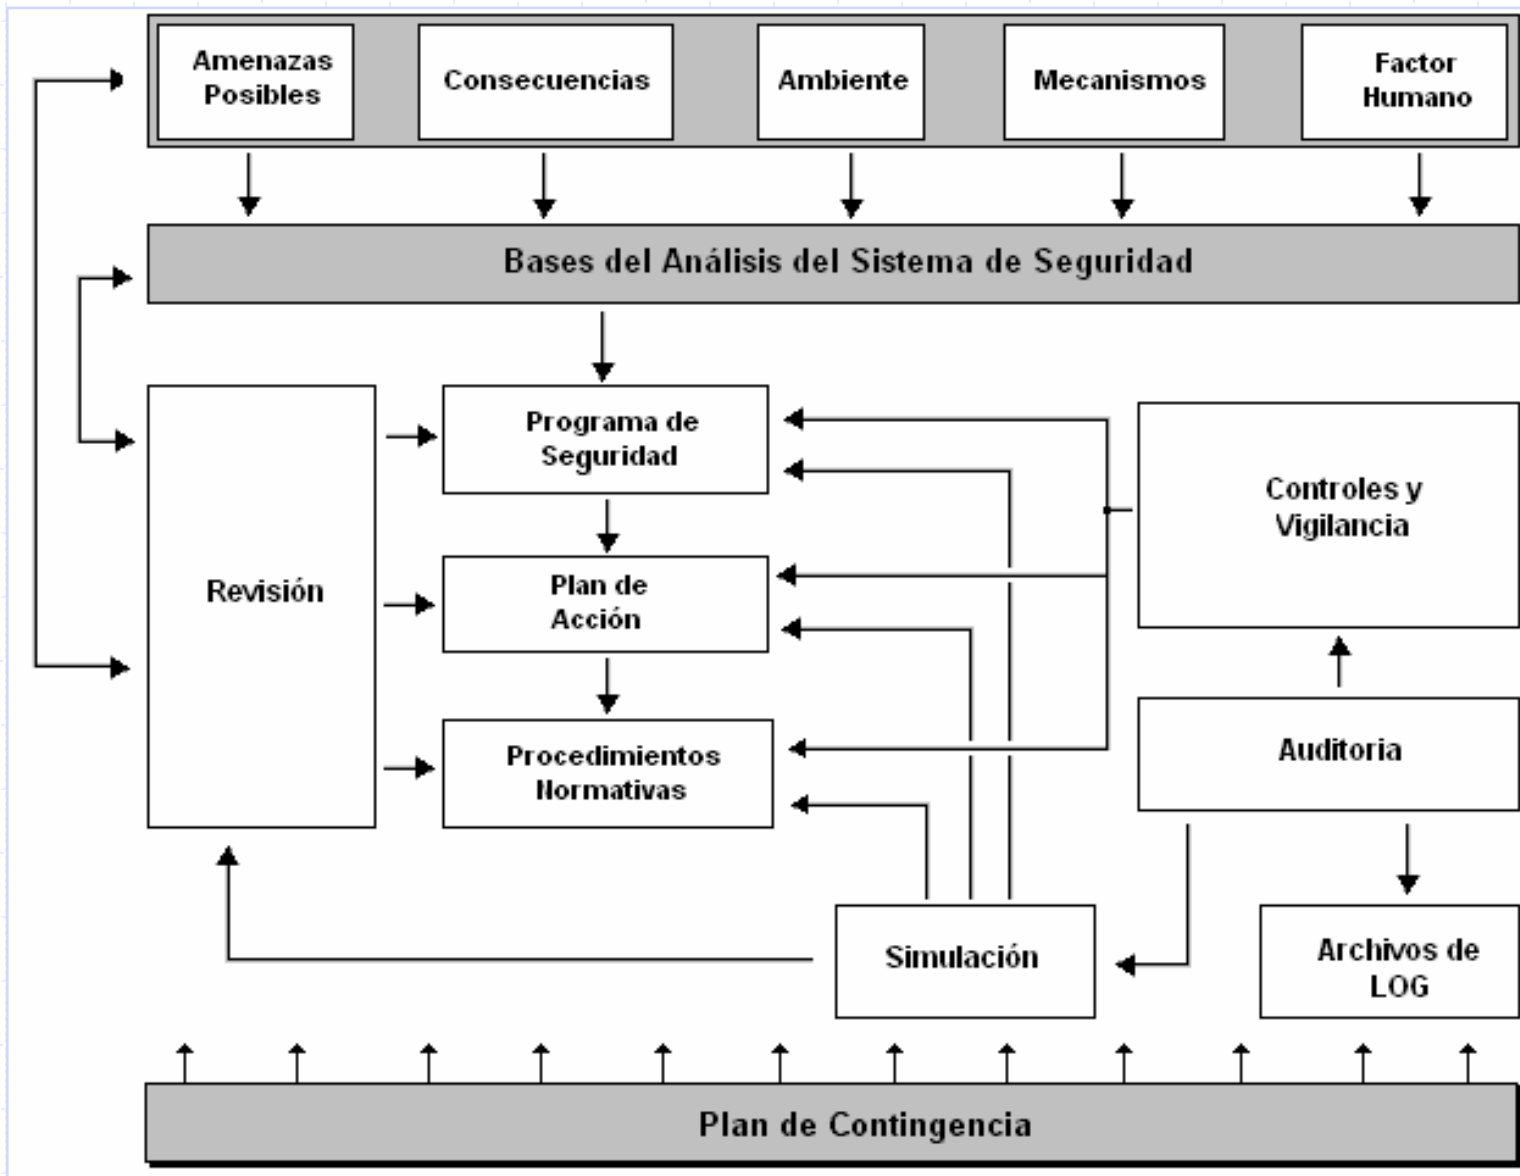 Amenazas
Posibles
Consecuencias
Ambiente
Mecanismos
Factor
Humano
Bases del Análisis del Sistema de Seguridad
Programa de
Seguridad
Controles y
Vigilancia
Revisión
Plan de
Acción
Procedimientos
Normativas
Auditoria
Simulación
Archivos de
LOG
Plan de Contingencia